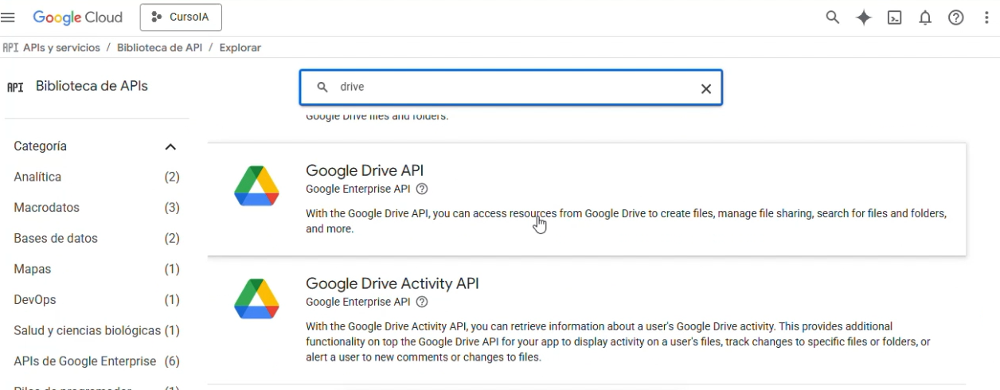 Google Cloud
CursoIA
API APIs y servicios / Biblioteca de API / Explorar
API Biblioteca de APIs
drive
Google Drive files and folders.
Categoría
Analítica (2)
Macrodatos (3)
Bases de datos (2)
Mapas (1)
DevOps (1)
Salud y ciencias biológicas (1)
APIs de Google Enterprise (6)
Google Drive API
Google Enterprise API
With the Google Drive API, you can access resources from Google Drive to create files, manage file sharing, search for files and folders,
and more.
Google Drive Activity API
Google Enterprise API
With the Google Drive Activity API, you can retrieve information about a user's Google Drive activity. This provides additional
functionality on top the Google Drive API for your app to display activity on a user's files, track changes to specific files or folders, or
alert a user to new comments or changes to files.